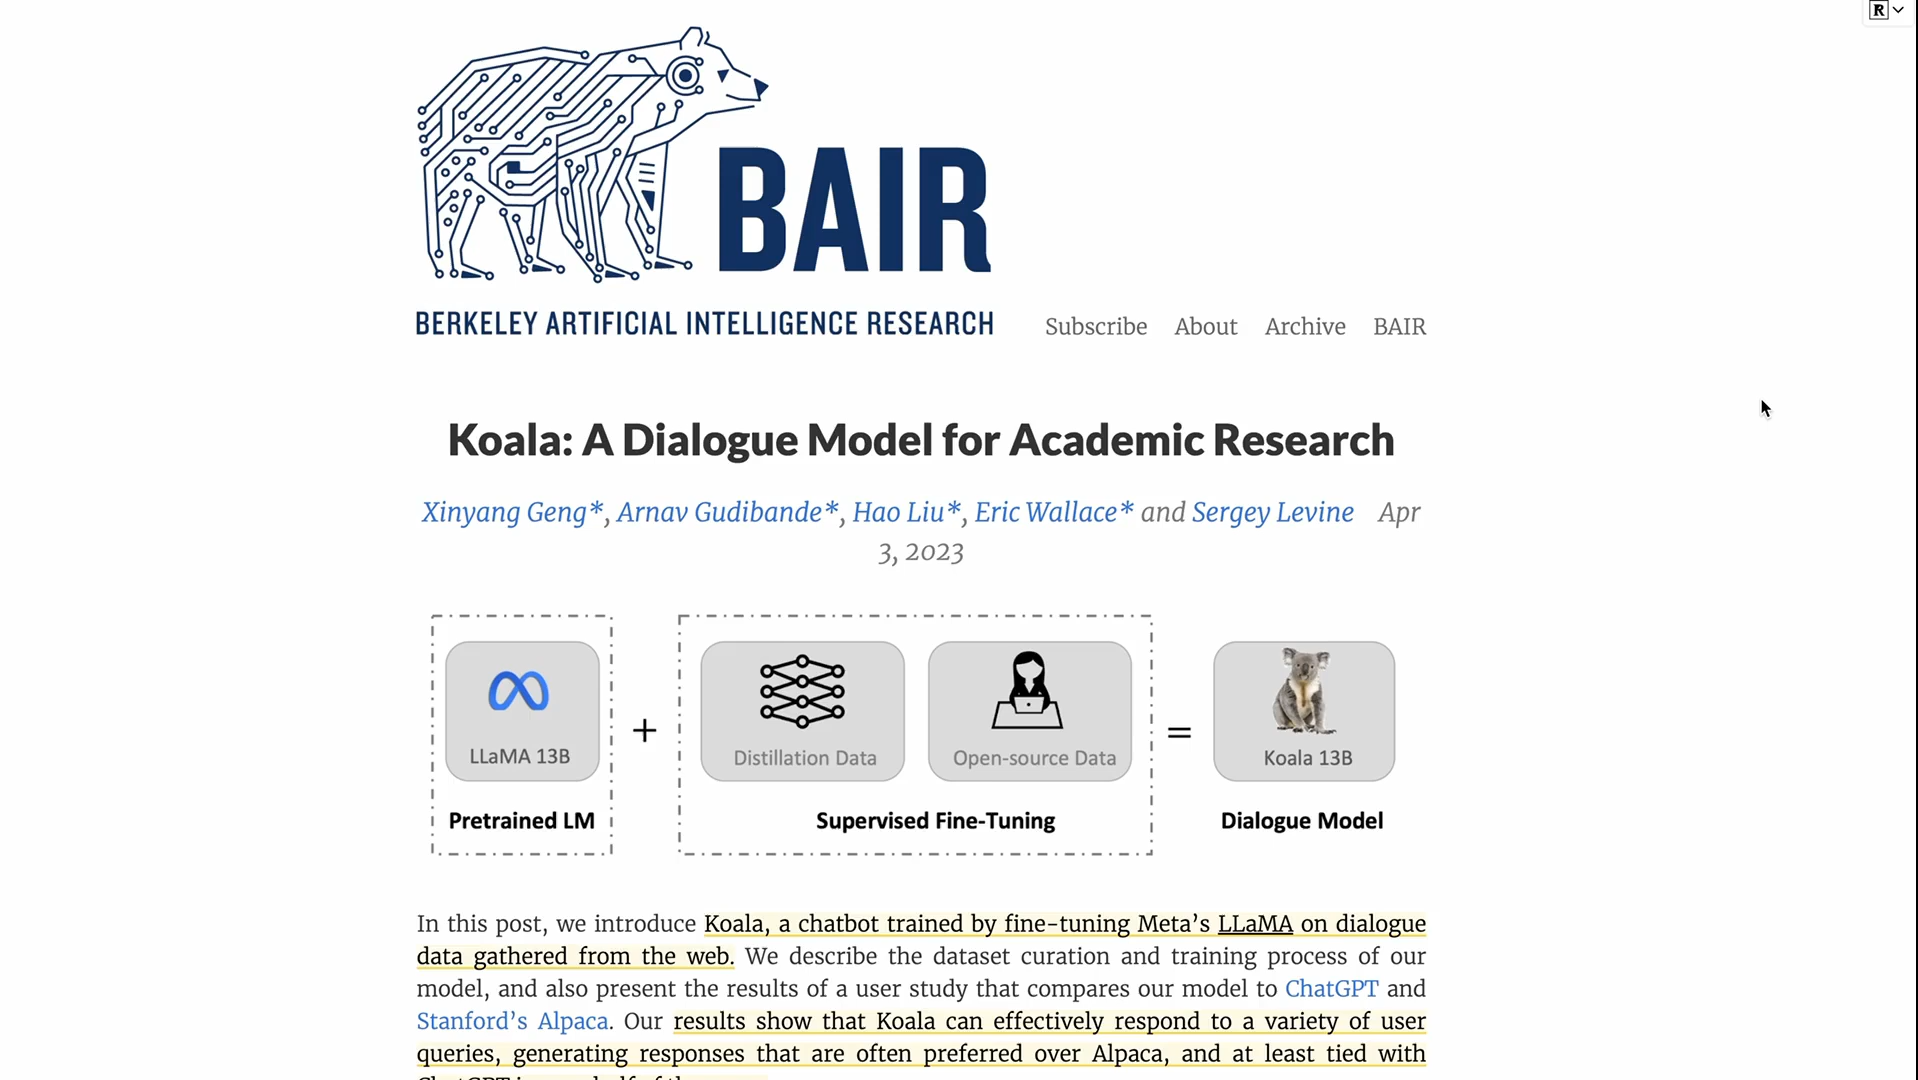 R
BAIR
BERKELEY ARTIFICIAL INTELLIGENCE RESEARCH
Subscribe About Archive BAIR
Koala: A Dialogue Model for Academic Research
Xinyang Geng*, Arnav Gudibande*, Hao Liu*, Eric Wallace* and Sergey Levine Apr
3, 2023
LLaMA 13B
Pretrained LM
+
Distillation Data
Open-source Data
Supervised Fine-Tuning
=
Koala 13B
Dialogue Model
In this post, we introduce Koala, a chatbot trained by fine-tuning Meta’s LLaMA on dialogue
data gathered from the web. We describe the dataset curation and training process of our
model, and also present the results of a user study that compares our model to ChatGPT and
Stanford’s Alpaca. Our results show that Koala can effectively respond to a variety of user
queries, generating responses that are often preferred over Alpaca, and at least tied with